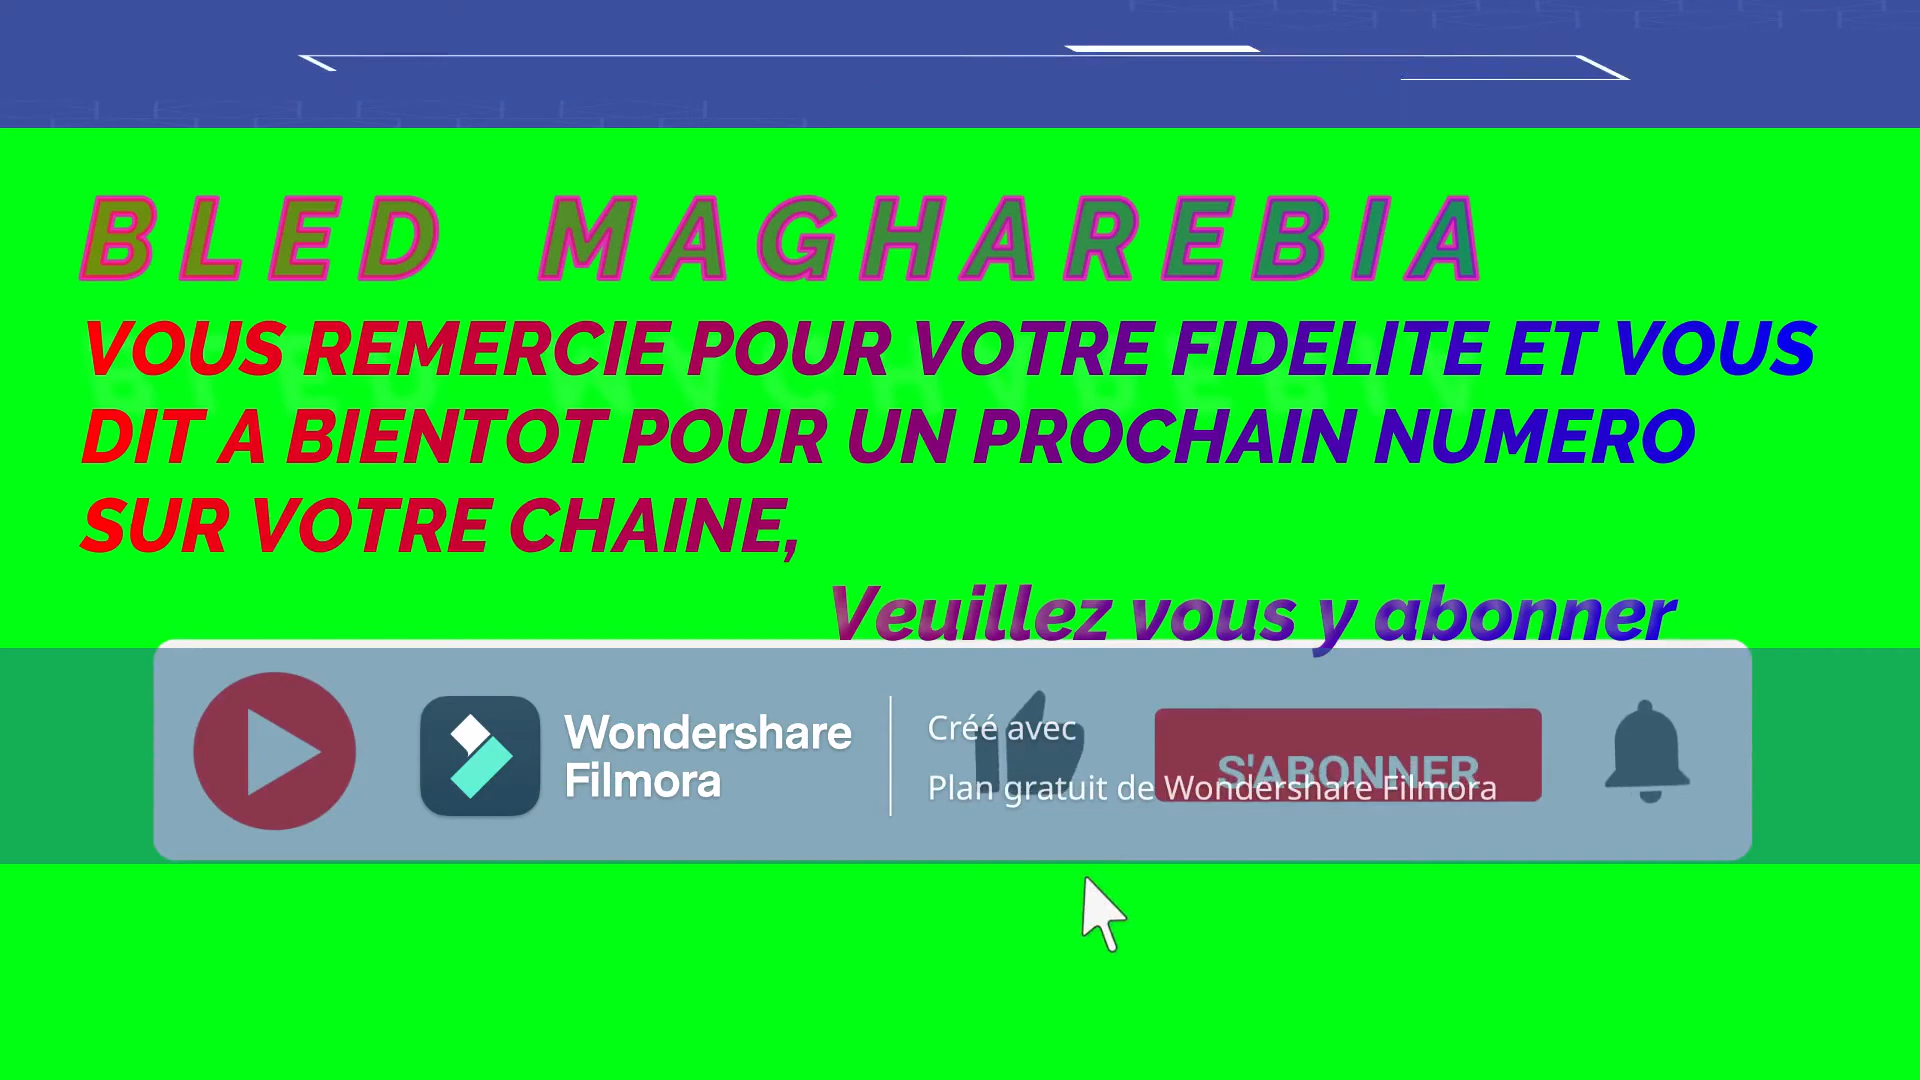 BLED MAGHAREBIA
VOUS REMERCIE POUR VOTRE FIDELITE ET VOUS
DIT A BIENTOT POUR UN PROCHAIN NUMERO
SUR VOTRE CHAINE,
Veuillez vous y abonner
Wondershare
Filmora
Créé avec
Plan gratuit de Wondershare Filmora
S'ABONNER